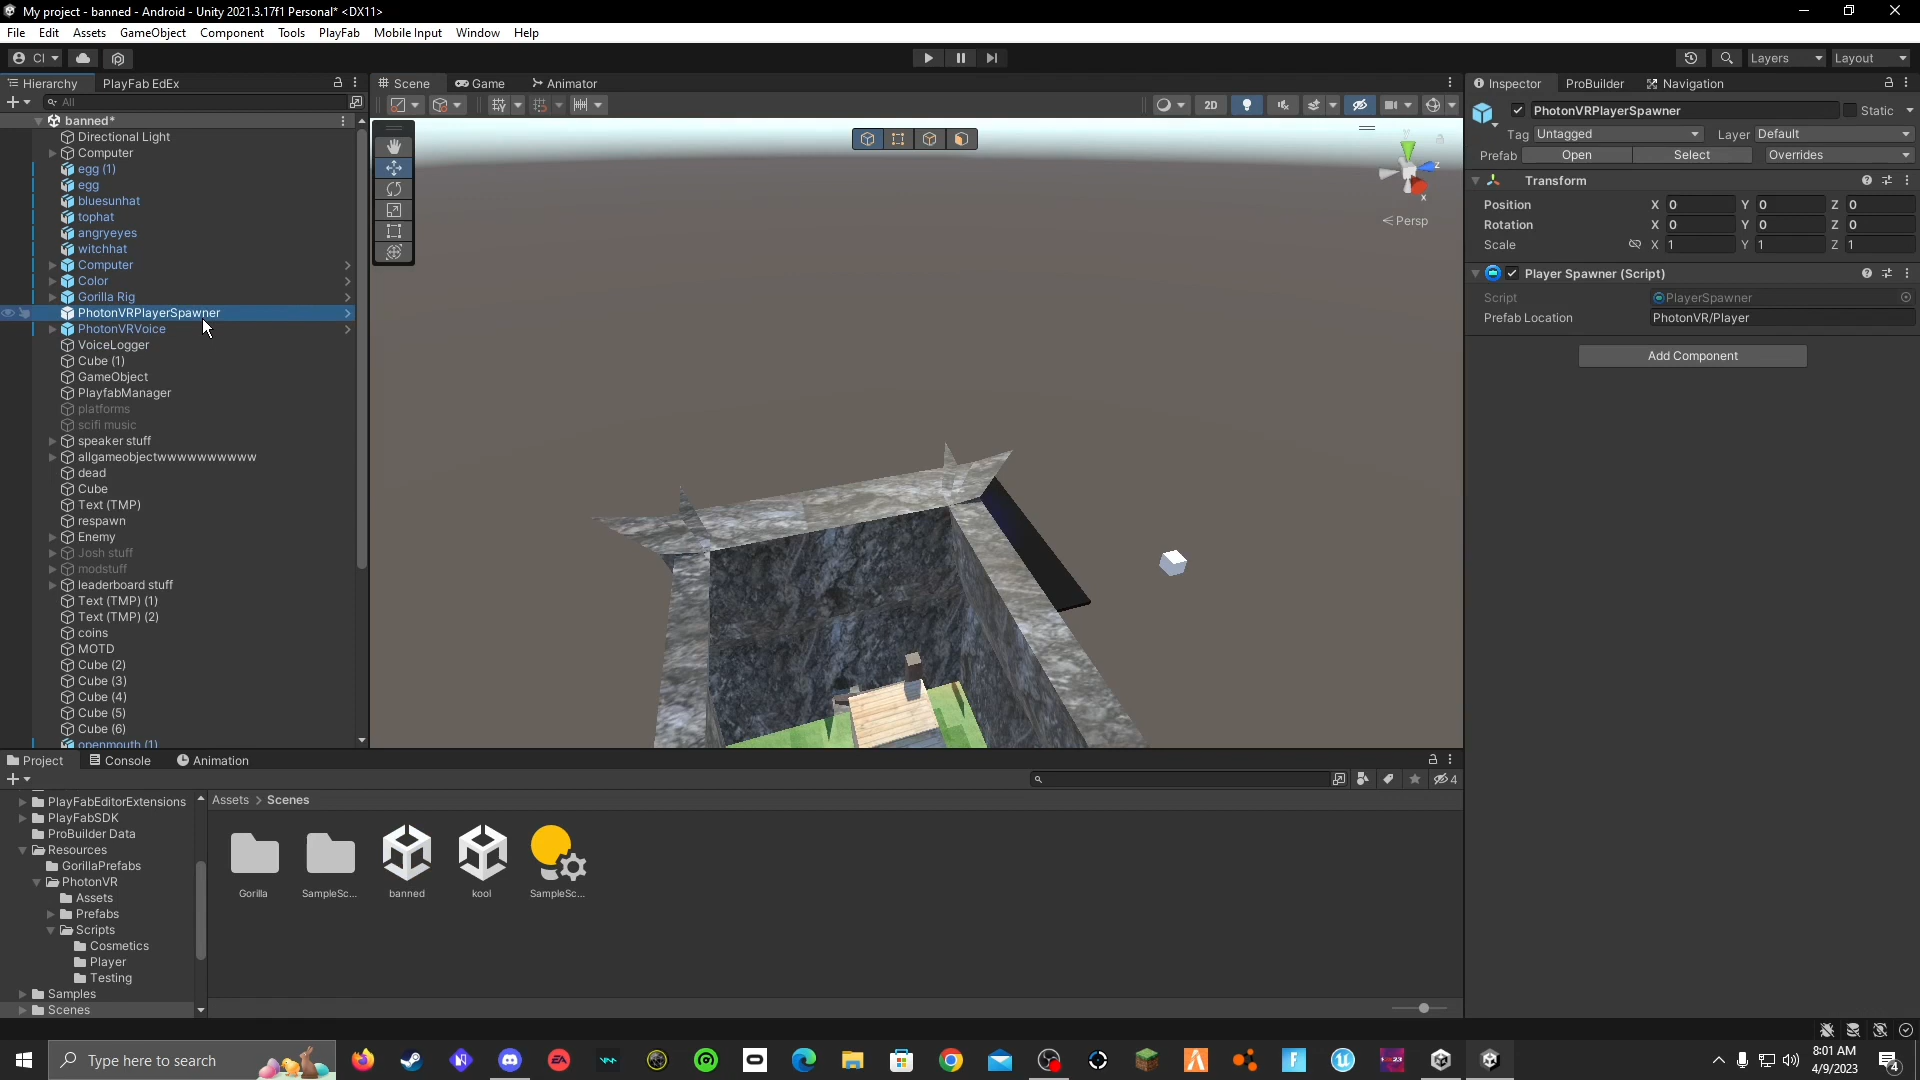 My project - banned - Android - Unity 2021.3.17f1 Personal* <DX11>
File Edit Assets GameObject Component Tools PlayFab Mobile Input Window Help
CI Layers Layout
Hierarchy PlayFab EdEx Scene Game Animator Inspector ProBuilder Navigation
All 2D PhotonVRPlayerSpawner Static
banned*
Tag Untagged Layer Default
Directional Light
Computer
Prefab Open Select Overrides
egg (1)
Transform
egg
bluesunhat
Position X 0 Y 0 Z 0
tophat
Rotation X 0 Y 0 Z 0
angryeyes
Scale X 1 Y 1 Z 1
witchhat
Computer
Player Spawner (Script)
Color
Gorilla Rig
Script PlayerSpawner
PhotonVRPlayerSpawner
Prefab Location PhotonVR/Player
PhotonVRVoice
VoiceLogger
Add Component
Cube (1)
GameObject
PlayfabManager
platforms
scifi music
speaker stuff
allgameobjectwwwwwwwwww
dead
Cube
Text (TMP)
respawn
Enemy
Josh stuff
modstuff
leaderboard stuff
Text (TMP) (1)
Text (TMP) (2)
coins
MOTD
Cube (2)
Cube (3)
Cube (4)
Cube (5)
Cube (6)
openmouth (1)
y
z
x
Persp
Project Console Animation
4
PlayFabEditorExtensions
PlayFabSDK
ProBuilder Data
Resources
GorillaPrefabs
PhotonVR
Assets
Prefabs
Scripts
Cosmetics
Player
Testing
Samples
Scenes
Assets > Scenes
Gorilla SampleSc... banned kool SampleSc...
Type here to search
EA
23
8:01 AM
4/9/2023
4